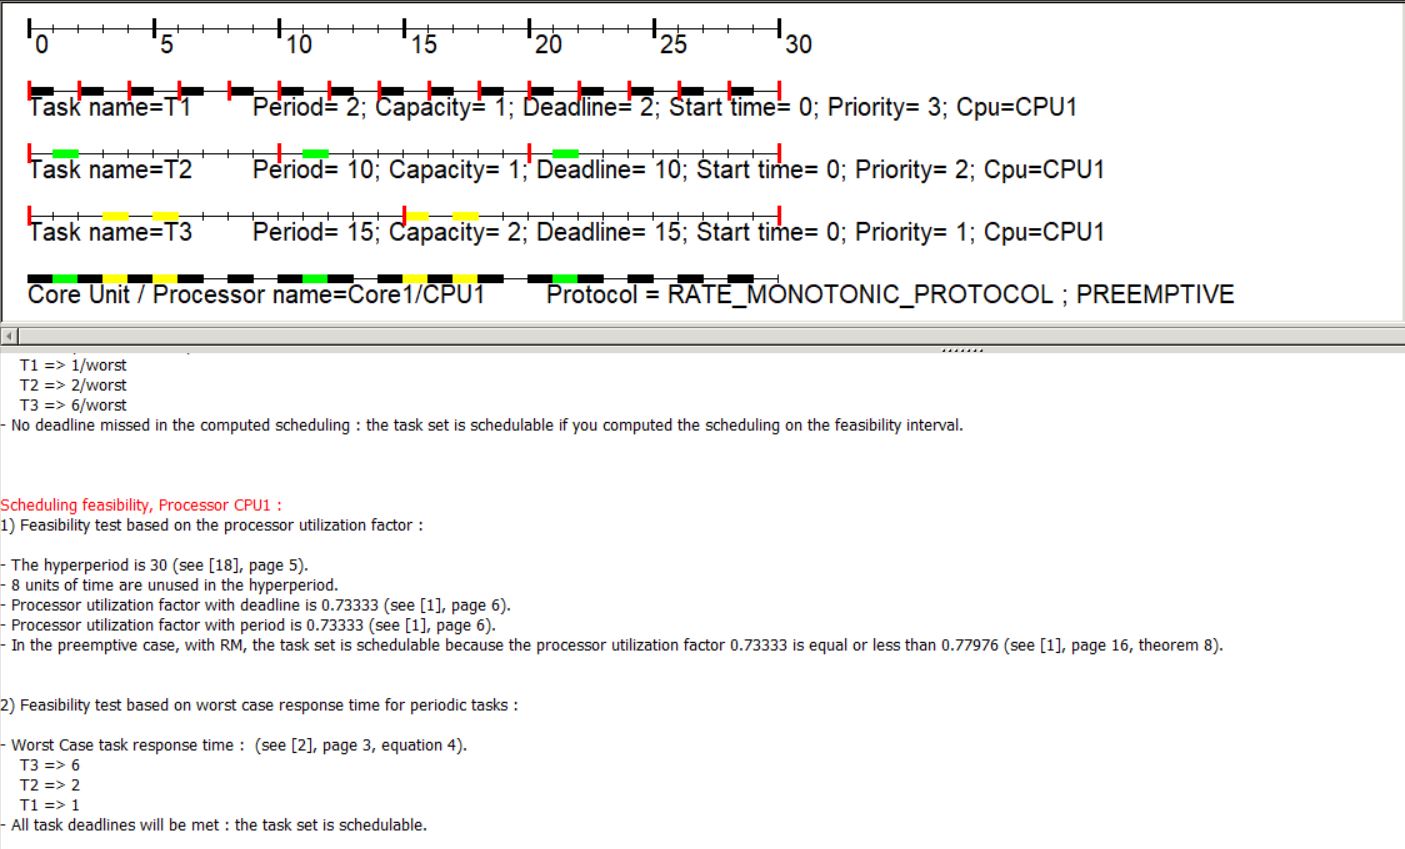 0 5 10 15 20 25 30
Task name=T1 Period= 2; Capacity= 1; Deadline= 2; Start time= 0; Priority= 3; Cpu=CPU1
Task name=T2 Period= 10; Capacity= 1; Deadline= 10; Start time= 0; Priority= 2; Cpu=CPU1
Task name=T3 Period= 15; Capacity= 2; Deadline= 15; Start time= 0; Priority= 1; Cpu=CPU1
Core Unit / Processor name=Core1/CPU1 Protocol = RATE_MONOTONIC_PROTOCOL ; PREEMPTIVE
T1 => 1/worst
T2 => 2/worst
T3 => 6/worst
- No deadline missed in the computed scheduling : the task set is schedulable if you computed the scheduling on the feasibility interval.
Scheduling feasibility, Processor CPU1 :
1) Feasibility test based on the processor utilization factor :
- The hyperperiod is 30 (see [18], page 5).
- 8 units of time are unused in the hyperperiod.
- Processor utilization factor with deadline is 0.73333 (see [1], page 6).
- Processor utilization factor with period is 0.73333 (see [1], page 6).
- In the preemptive case, with RM, the task set is schedulable because the processor utilization factor 0.73333 is equal or less than 0.77976 (see [1], page 16, theorem 8).
2) Feasibility test based on worst case response time for periodic tasks :
- Worst Case task response time :  (see [2], page 3, equation 4).
T3 => 6
T2 => 2
T1 => 1
- All task deadlines will be met : the task set is schedulable.